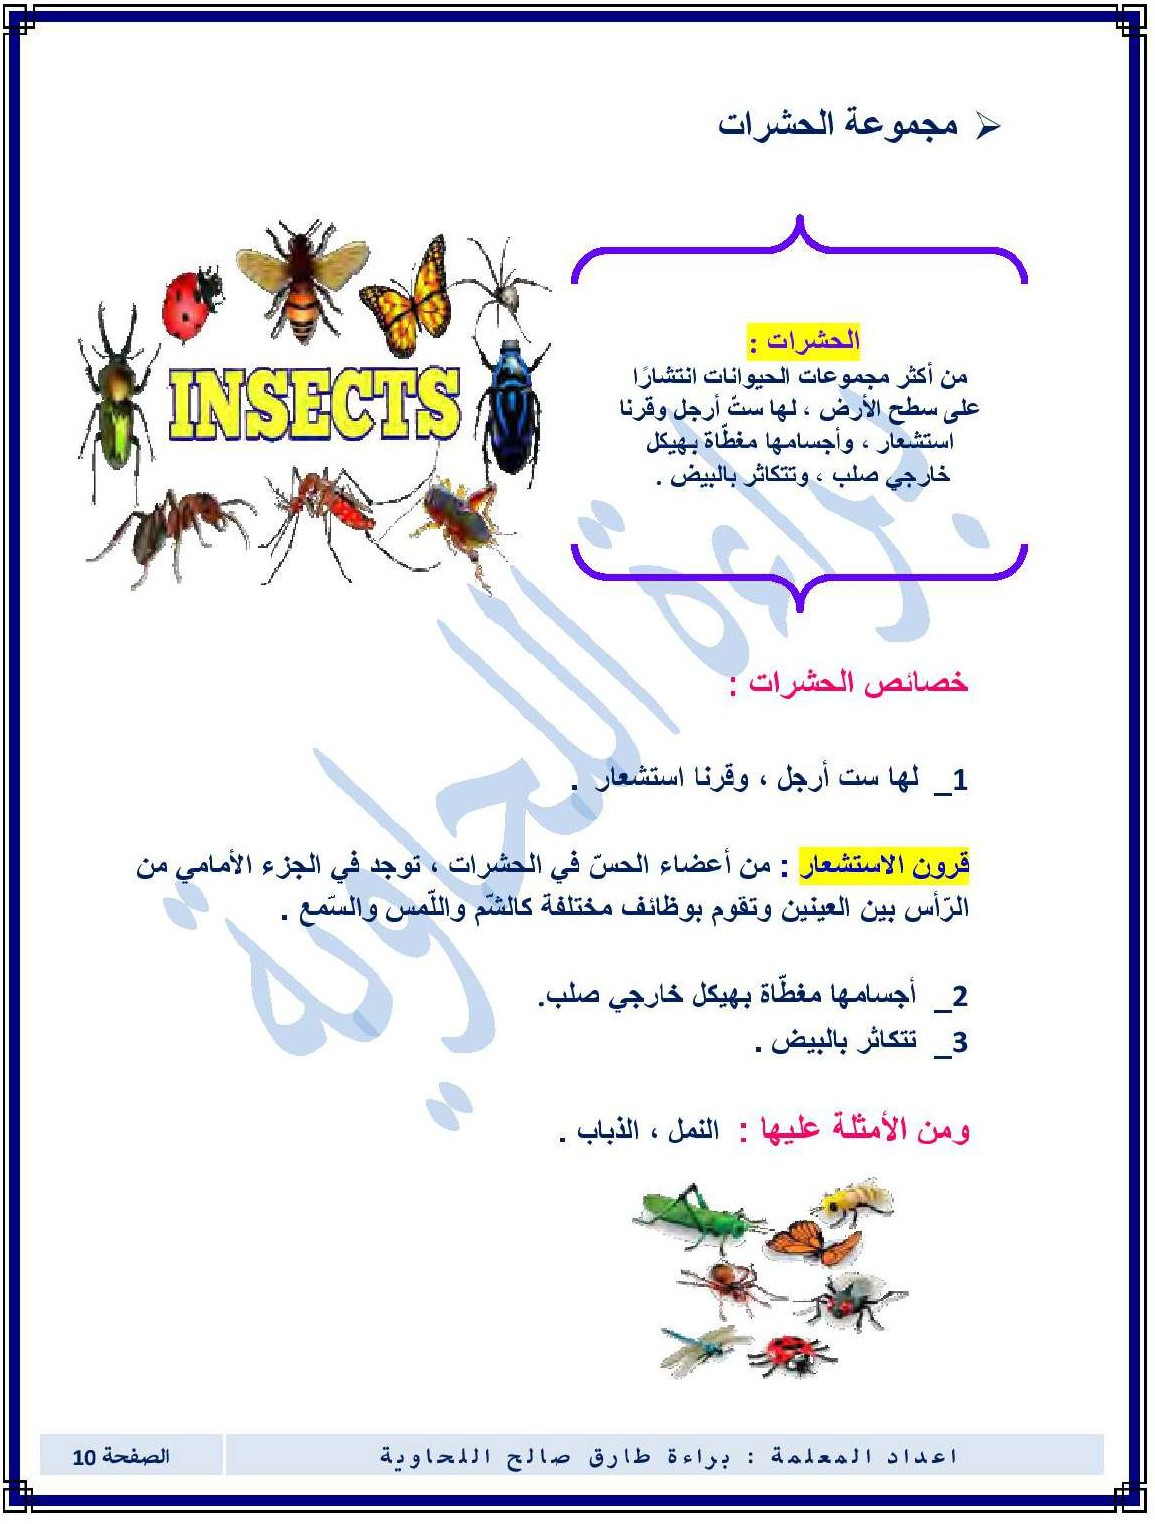 مجموعة الحشرات
INSECTS
الحشرات :
من أكثر مجموعات الحيوانات انتشارًا
على سطح الأرض ، لها ستّ أرجل وقرنا
استشعار ، وأجسامها مغطّاة بهيكل
خارجي صلب ، وتتكاثر بالبيض .
خصائص الحشرات :
1_ لها ست أرجل ، وقرنا استشعار .
قرون الاستشعار : من أعضاء الحسّ في الحشرات ، توجد في الجزء الأمامي من
الرّأس بين العينين وتقوم بوظائف مختلفة كالشّم واللّمس والسّمع .
2_ أجسامها مغطّاة بهيكل خارجي صلب.
3_ تتكاثر بالبيض .
ومن الأمثلة عليها : النمل ، الذباب .
براءة اللحاوية
اعداد المعلمة : براءة طارق صالح اللحاوية
الصفحة 10